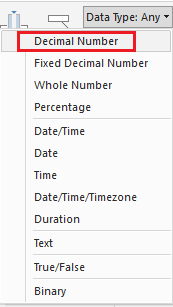 Data Type: Any
Decimal Number
Fixed Decimal Number
Whole Number
Percentage
Date/Time
Date
Time
Date/Time/Timezone
Duration
Text
True/False
Binary